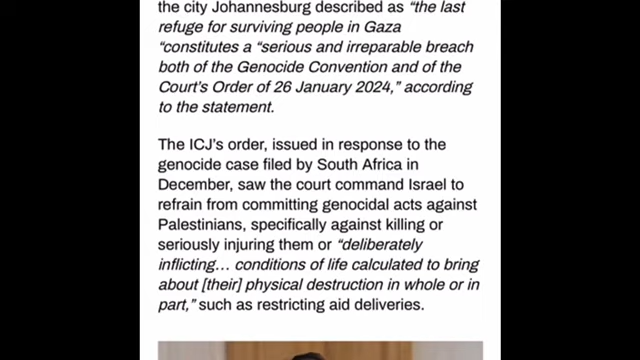 the city Johannesburg described as “the last
refuge for surviving people in Gaza
“constitutes a “serious and irreparable breach
both of the Genocide Convention and of the
Court’s Order of 26 January 2024,” according
to the statement.
The ICJ’s order, issued in response to the
genocide case filed by South Africa in
December, saw the court command Israel to
refrain from committing genocidal acts against
Palestinians, specifically against killing or
seriously injuring them or “deliberately
inflicting… conditions of life calculated to bring
about [their] physical destruction in whole or in
part,” such as restricting aid deliveries.